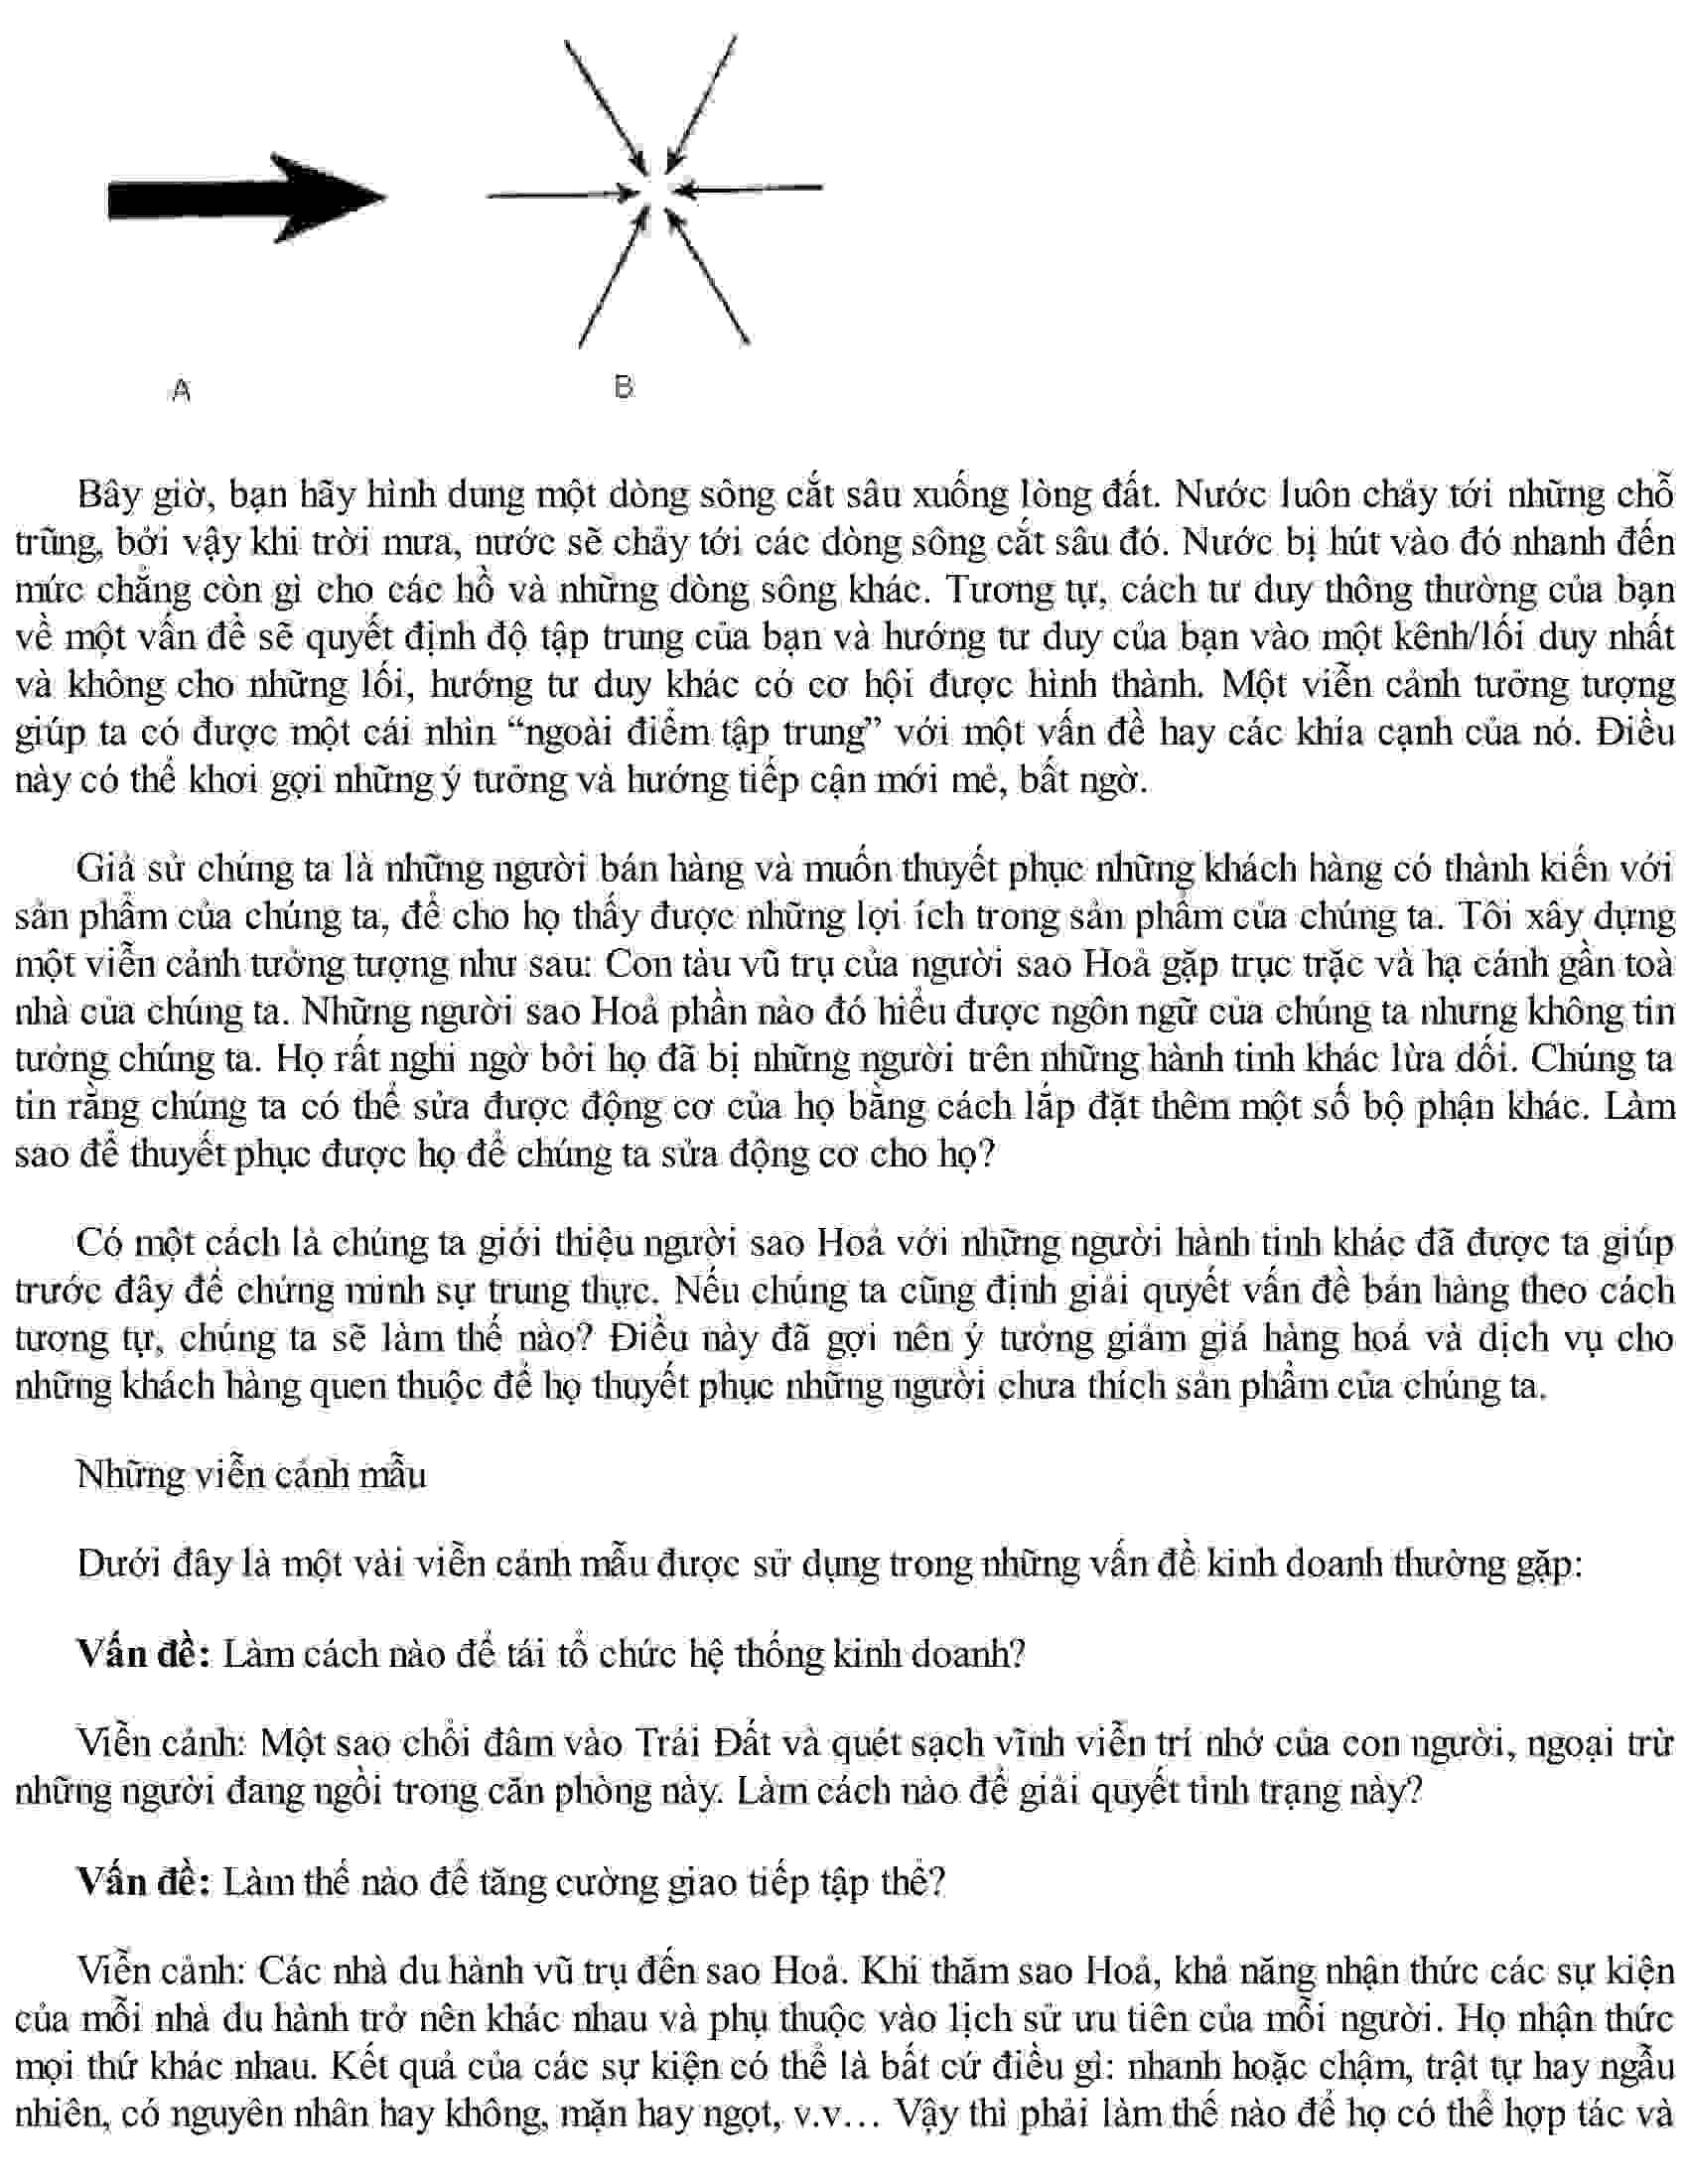 A
B
Bây giờ, bạn hãy hình dung một dòng sông cắt sâu xuống lòng đất. Nước luôn chảy tới những chỗ
trũng, bởi vậy khi trời mưa, nước sẽ chảy tới các dòng sông cắt sâu đó. Nước bị hút vào đó nhanh đến
mức chẳng còn gì cho các hồ và những dòng sông khác. Tương tự, cách tư duy thông thường của bạn
về một vấn đề sẽ quyết định độ tập trung của bạn và hướng tư duy của bạn vào một kênh/lối duy nhất
và không cho những lối, hướng tư duy khác có cơ hội được hình thành. Một viễn cảnh tưởng tượng
giúp ta có được một cái nhìn “ngoài điểm tập trung” với một vấn đề hay các khía cạnh của nó. Điều
này có thể khơi gợi những ý tưởng và hướng tiếp cận mới mẻ, bất ngờ.
Giả sử chúng ta là những người bán hàng và muốn thuyết phục những khách hàng có thành kiến với
sản phẩm của chúng ta, để cho họ thấy được những lợi ích trong sản phẩm của chúng ta. Tôi xây dựng
một viễn cảnh tưởng tượng như sau: Con tàu vũ trụ của người sao Hoả gặp trục trặc và hạ cánh gần toà
nhà của chúng ta. Những người sao Hoả phần nào đó hiểu được ngôn ngữ của chúng ta nhưng không tin
tưởng chúng ta. Họ rất nghi ngờ bởi họ đã bị những người trên những hành tinh khác lừa dối. Chúng ta
tin rằng chúng ta có thể sửa được động cơ của họ bằng cách lắp đặt thêm một số bộ phận khác. Làm
sao để thuyết phục được họ để chúng ta sửa động cơ cho họ?
Có một cách là chúng ta giới thiệu người sao Hoả với những người hành tinh khác đã được ta giúp
trước đây để chứng minh sự trung thực. Nếu chúng ta cũng định giải quyết vấn đề bán hàng theo cách
tương tự, chúng ta sẽ làm thế nào? Điều này đã gợi nên ý tưởng giảm giá hàng hoá và dịch vụ cho
những khách hàng quen thuộc để họ thuyết phục những người chưa thích sản phẩm của chúng ta.
Những viễn cảnh mẫu
Dưới đây là một vài viễn cảnh mẫu được sử dụng trong những vấn đề kinh doanh thường gặp:
Vấn đề: Làm cách nào để tái tổ chức hệ thống kinh doanh?
Viễn cảnh: Một sao chổi đâm vào Trái Đất và quét sạch vĩnh viễn trí nhớ của con người, ngoại trừ
những người đang ngồi trong căn phòng này. Làm cách nào để giải quyết tình trạng này?
Vấn đề: Làm thế nào để tăng cường giao tiếp tập thể?
Viễn cảnh: Các nhà du hành vũ trụ đến sao Hoả. Khi thăm sao Hoả, khả năng nhận thức các sự kiện
của mỗi nhà du hành trở nên khác nhau và phụ thuộc vào lịch sử ưu tiên của mỗi người. Họ nhận thức
mọi thứ khác nhau. Kết quả của các sự kiện có thể là bất cứ điều gì: nhanh hoặc chậm, trật tự hay ngẫu
nhiên, có nguyên nhân hay không, mặn hay ngọt, v.v… Vậy thì phải làm thế nào để họ có thể hợp tác và